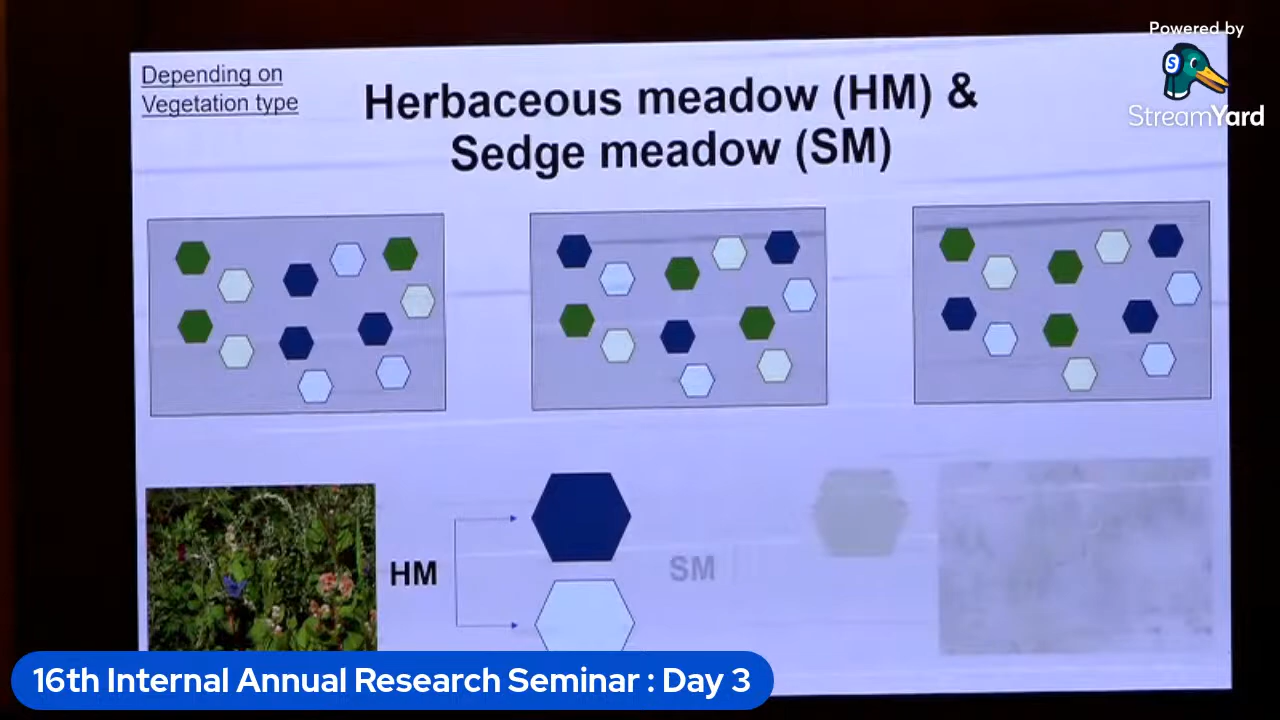 Powered by
StreamYard
Depending on
Vegetation type
Herbaceous meadow (HM) &
Sedge meadow (SM)
HM
SM
16th Internal Annual Research Seminar : Day 3